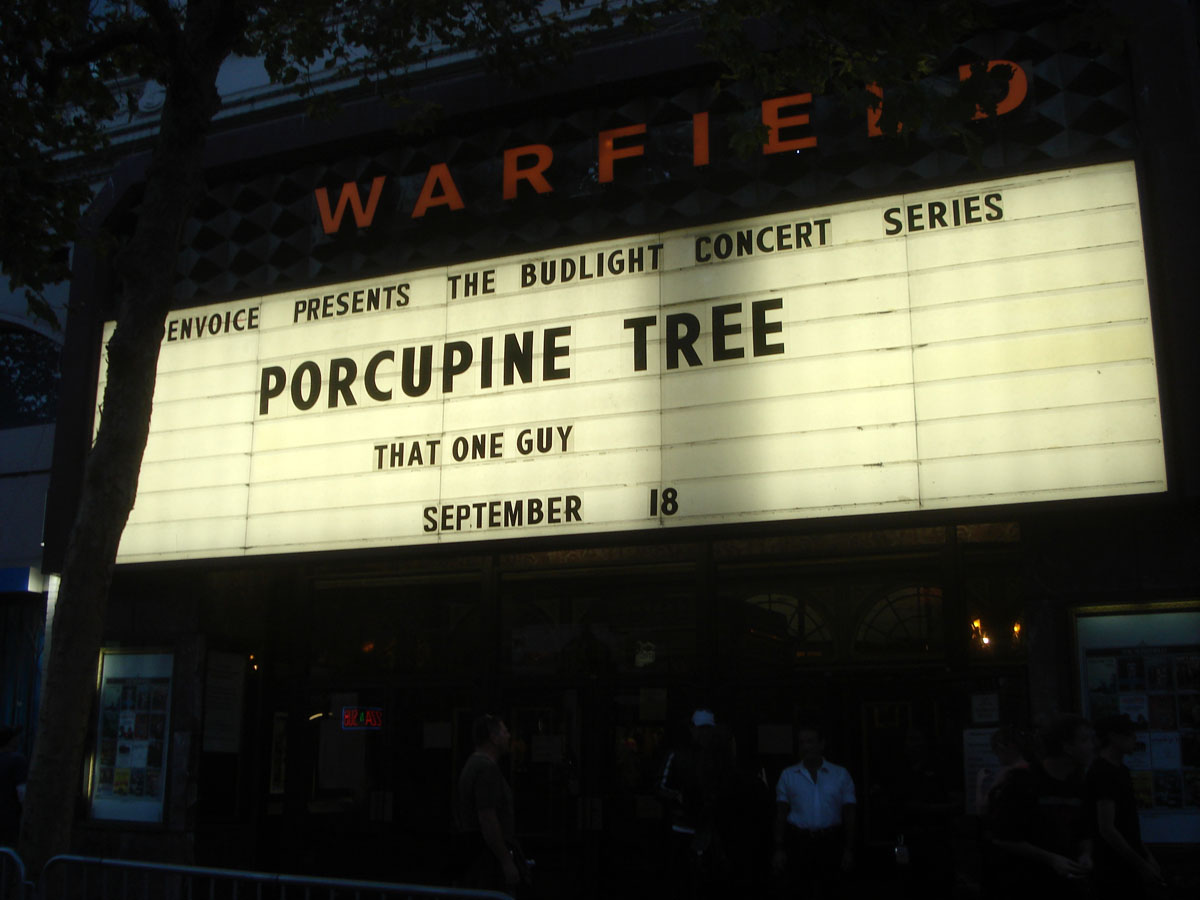 WARFIELD
ENVOICE PRESENTS THE BUDLIGHT CONCERT SERIES
PORCUPINE TREE
THAT ONE GUY
SEPTEMBER 18